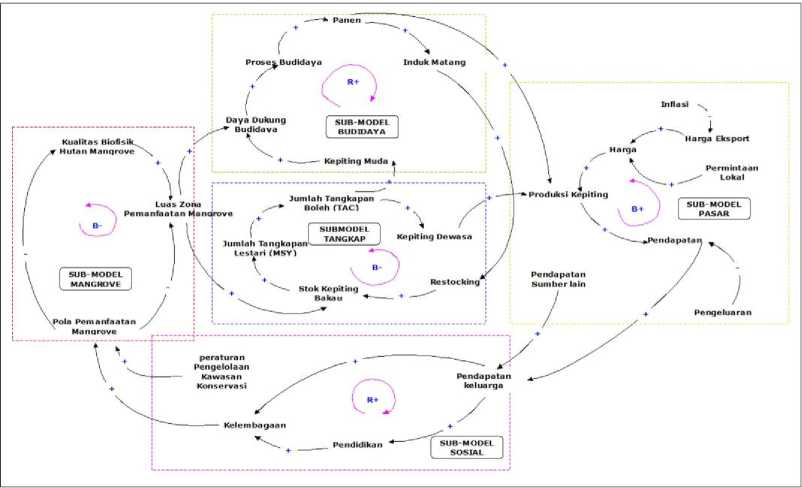 Panen
Proses Budidaya
Induk Matang
R+
Daya Dukung
Budidaya
SUB-MODEL
BUDIDAYA
Kepiting Muda
Kualitas Biofisik
Hutan Mangrove
Luas Zona
Pemanfaatan Mangrove
B-
SUB-MODEL
MANGROVE
Pola Pemanfaatan
Mangrove
Jumlah Tangkapan
Boleh (TAC)
SUBMODEL
TANGKAP
Kepiting Dewasa
Jumlah Tangkapan
Lestari (MSY)
B-
Stok Kepiting
Bakau
Restocking
Inflasi
Harga Eksport
Harga
Permintaan
Lokal
Produksi Kepiting
B+
SUB-MODEL
PASAR
Pendapatan
Pengeluaran
Pendapatan
Sumber lain
peraturan
Pengelolaan
Kawasan
Konservasi
Pendapatan
keluarga
R+
Kelembagaan
Pendidikan
SUB-MODEL
SOSIAL